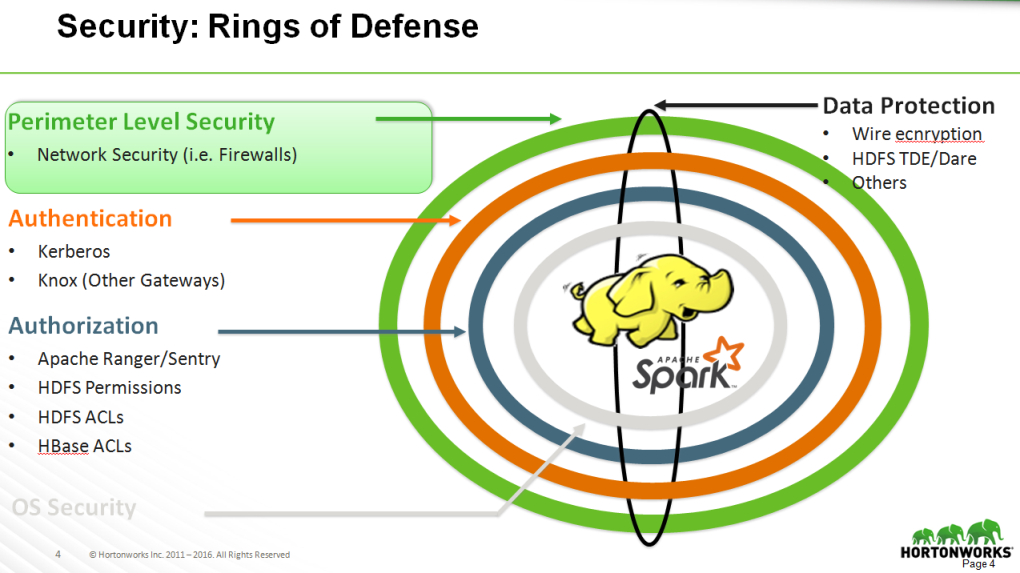 Security: Rings of Defense
Perimeter Level Security
• Network Security (i.e. Firewalls)
Authentication
• Kerberos
• Knox (Other Gateways)
Authorization
• Apache Ranger/Sentry
• HDFS Permissions
• HDFS ACLs
• HBase ACLs
OS Security
Data Protection
• Wire ecnryption
• HDFS TDE/Dare
• Others
APACHE
Spark™
4 © Hortonworks Inc. 2011 – 2016. All Rights Reserved
HORTONWORKS
Page 4